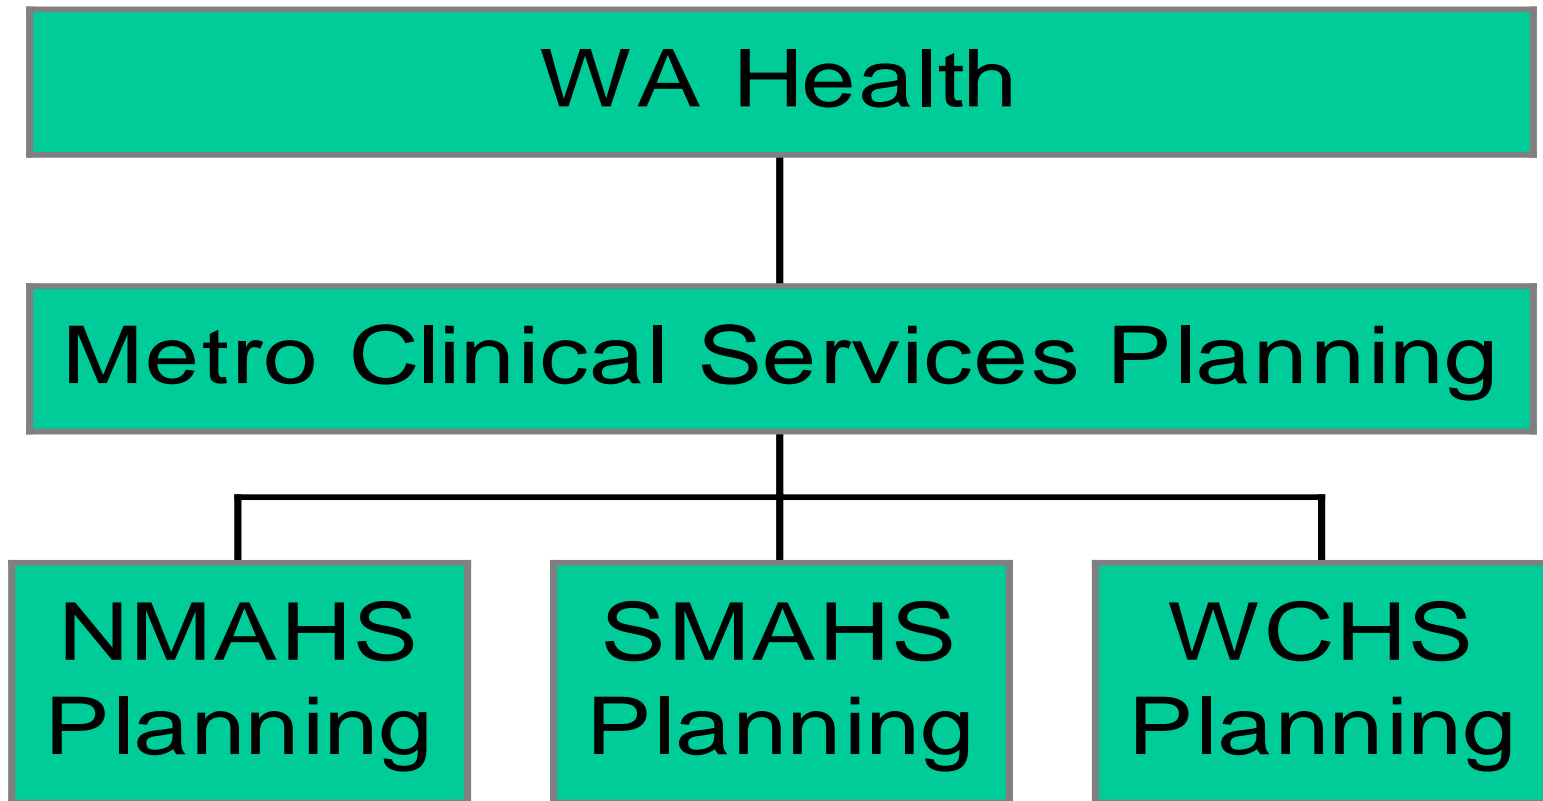 WA Health
Metro Clinical Services Planning
NMAHS
Planning
SMAHS
Planning
WCHS
Planning